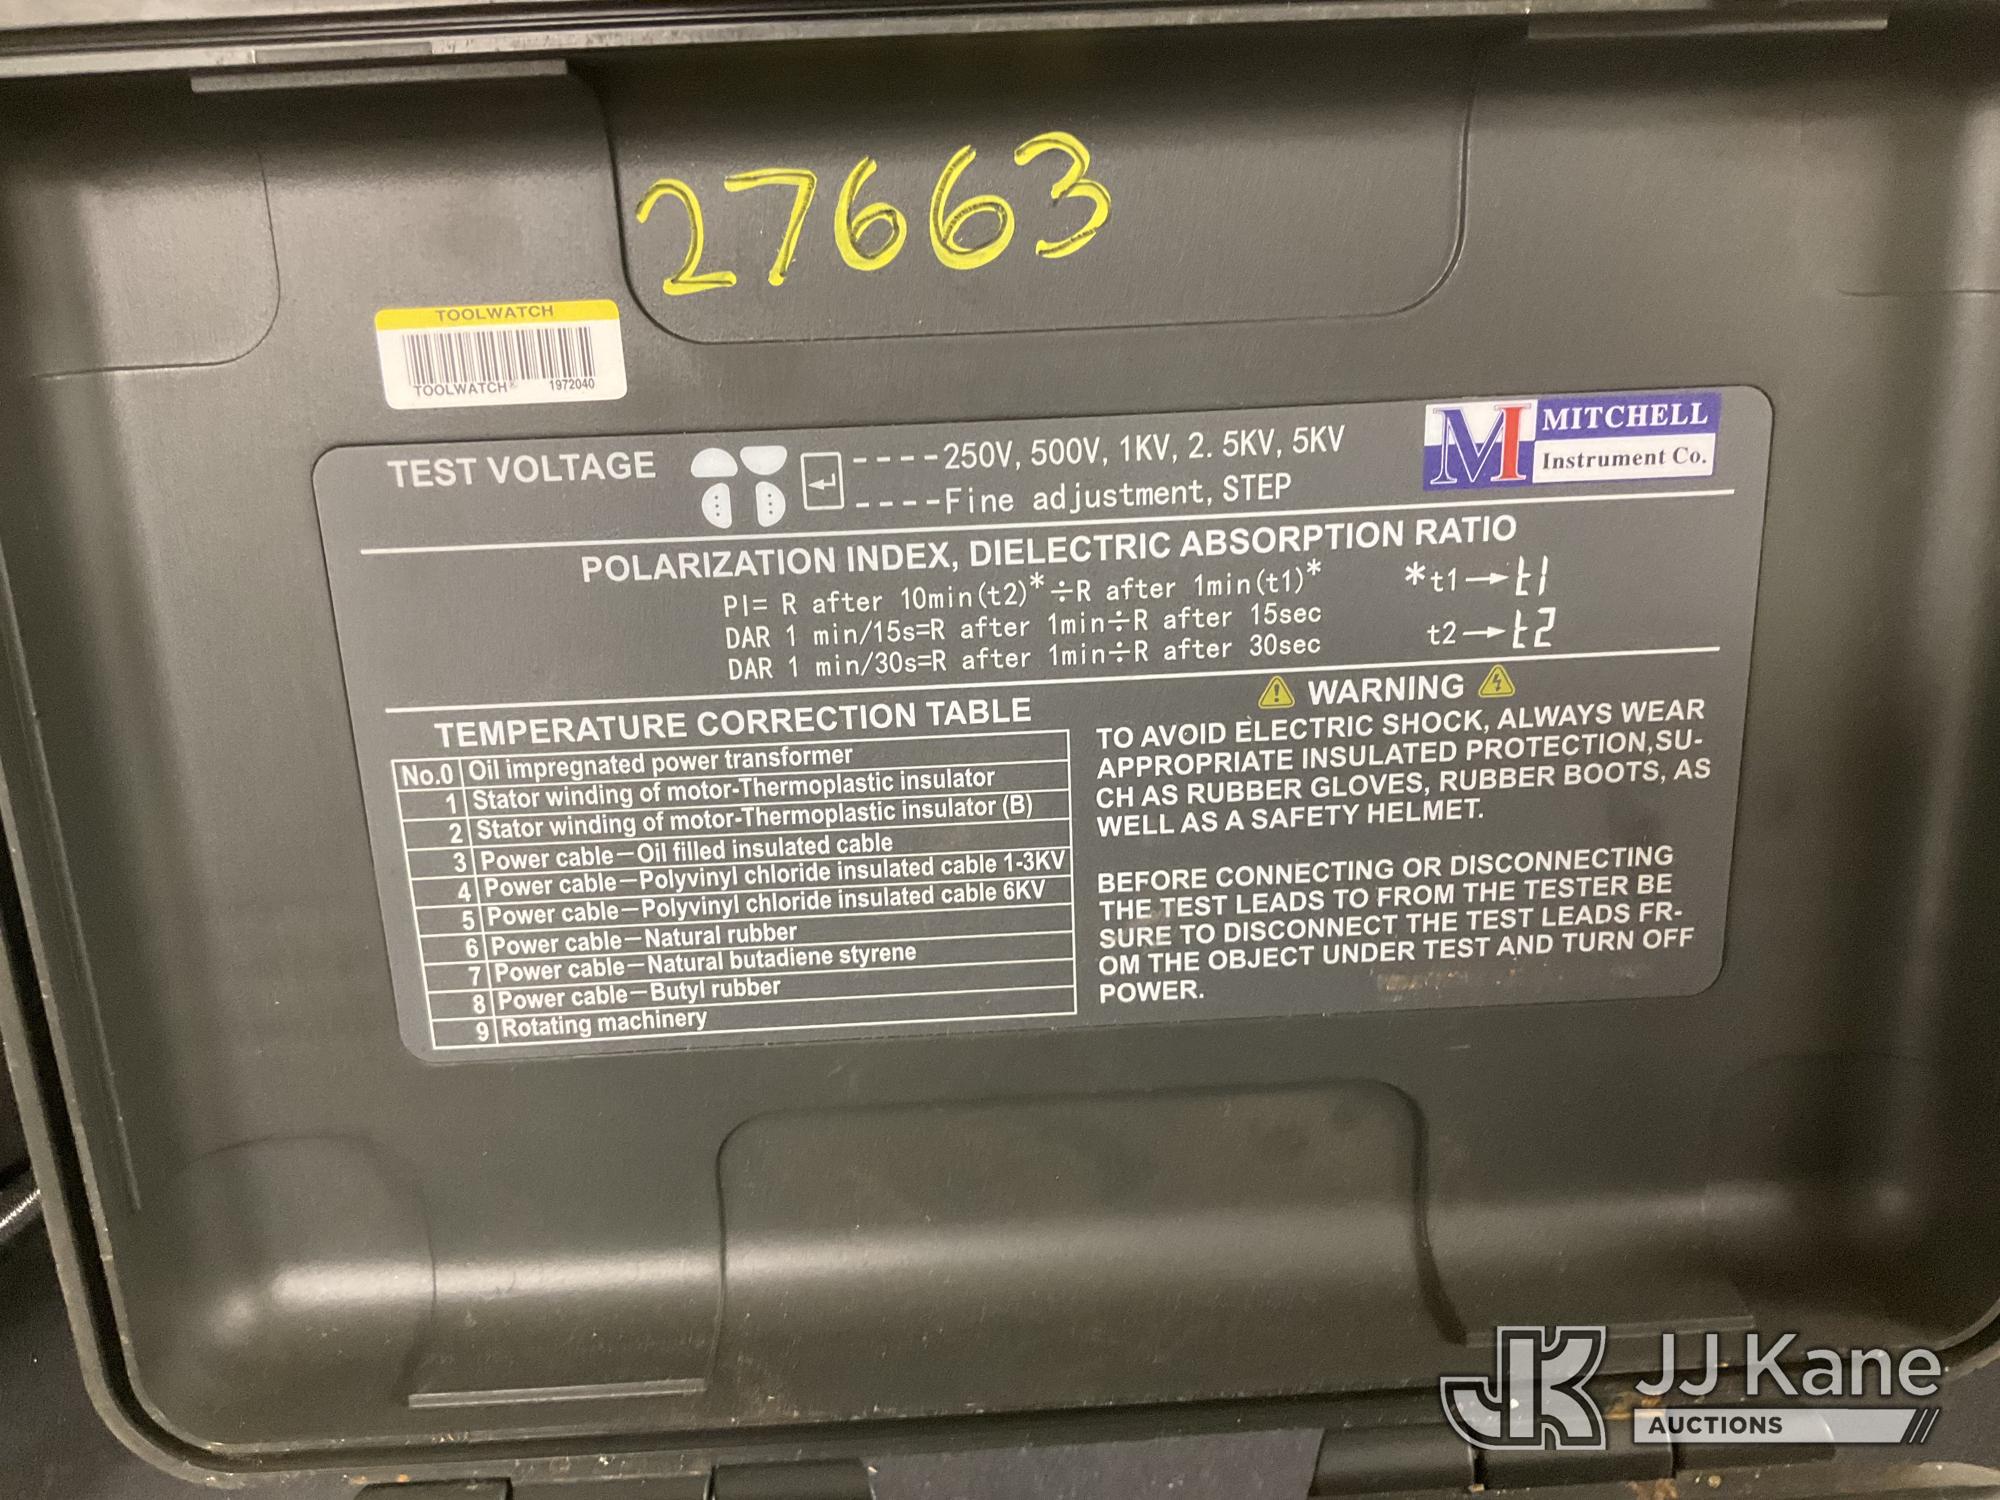 27663
TOOLWATCH
TOOLWATCH® 1972040
TEST VOLTAGE ----250V, 500V, 1KV, 2. 5KV, 5KV
----Fine adjustment, STEP
MITCHELL
Instrument Co.
POLARIZATION INDEX, DIELECTRIC ABSORPTION RATIO
PI= R after 10min(t2)*÷R after 1min(t1)* *t1→t1
DAR 1 min/15s=R after 1min÷R after 15sec t2→t2
DAR 1 min/30s=R after 1min÷R after 30sec
TEMPERATURE CORRECTION TABLE
No.0 Oil impregnated power transformer
1 Stator winding of motor-Thermoplastic insulator
2 Stator winding of motor-Thermoplastic insulator (B)
3 Power cable—Oil filled insulated cable
4 Power cable—Polyvinyl chloride insulated cable 1-3KV
5 Power cable—Polyvinyl chloride insulated cable 6KV
6 Power cable—Natural rubber
7 Power cable—Natural butadiene styrene
8 Power cable—Butyl rubber
9 Rotating machinery
WARNING
TO AVOID ELECTRIC SHOCK, ALWAYS WEAR
APPROPRIATE INSULATED PROTECTION,SU-
CH AS RUBBER GLOVES, RUBBER BOOTS, AS
WELL AS A SAFETY HELMET.
BEFORE CONNECTING OR DISCONNECTING
THE TEST LEADS TO FROM THE TESTER BE
SURE TO DISCONNECT THE TEST LEADS FR-
OM THE OBJECT UNDER TEST AND TURN OFF
POWER.
JK JJ Kane
AUCTIONS